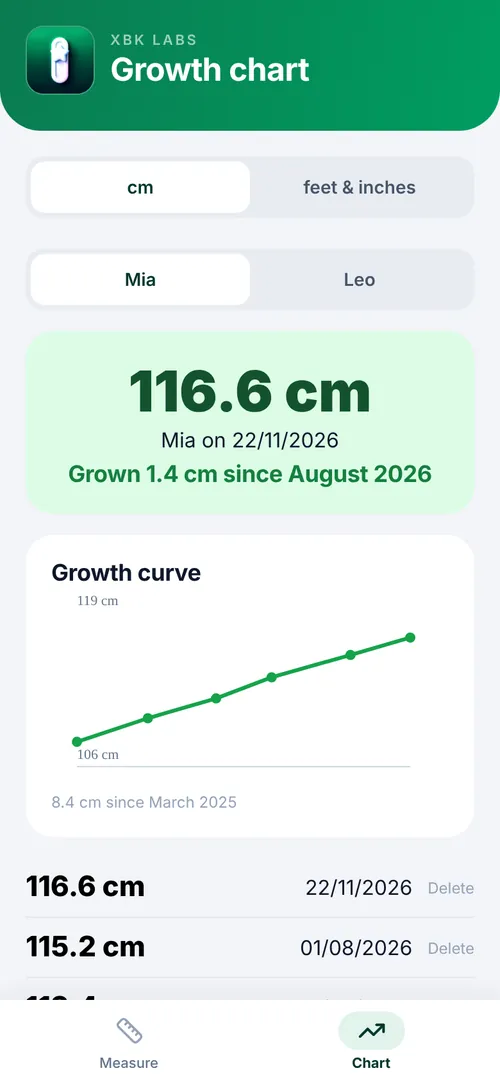 XBK LABS
Growth chart
cm
feet & inches
Mia
Leo
116.6 cm
Mia on 22/11/2026
Grown 1.4 cm since August 2026
Growth curve
119 cm
106 cm
8.4 cm since March 2025
116.6 cm 22/11/2026 Delete
115.2 cm 01/08/2026 Delete
Measure
Chart